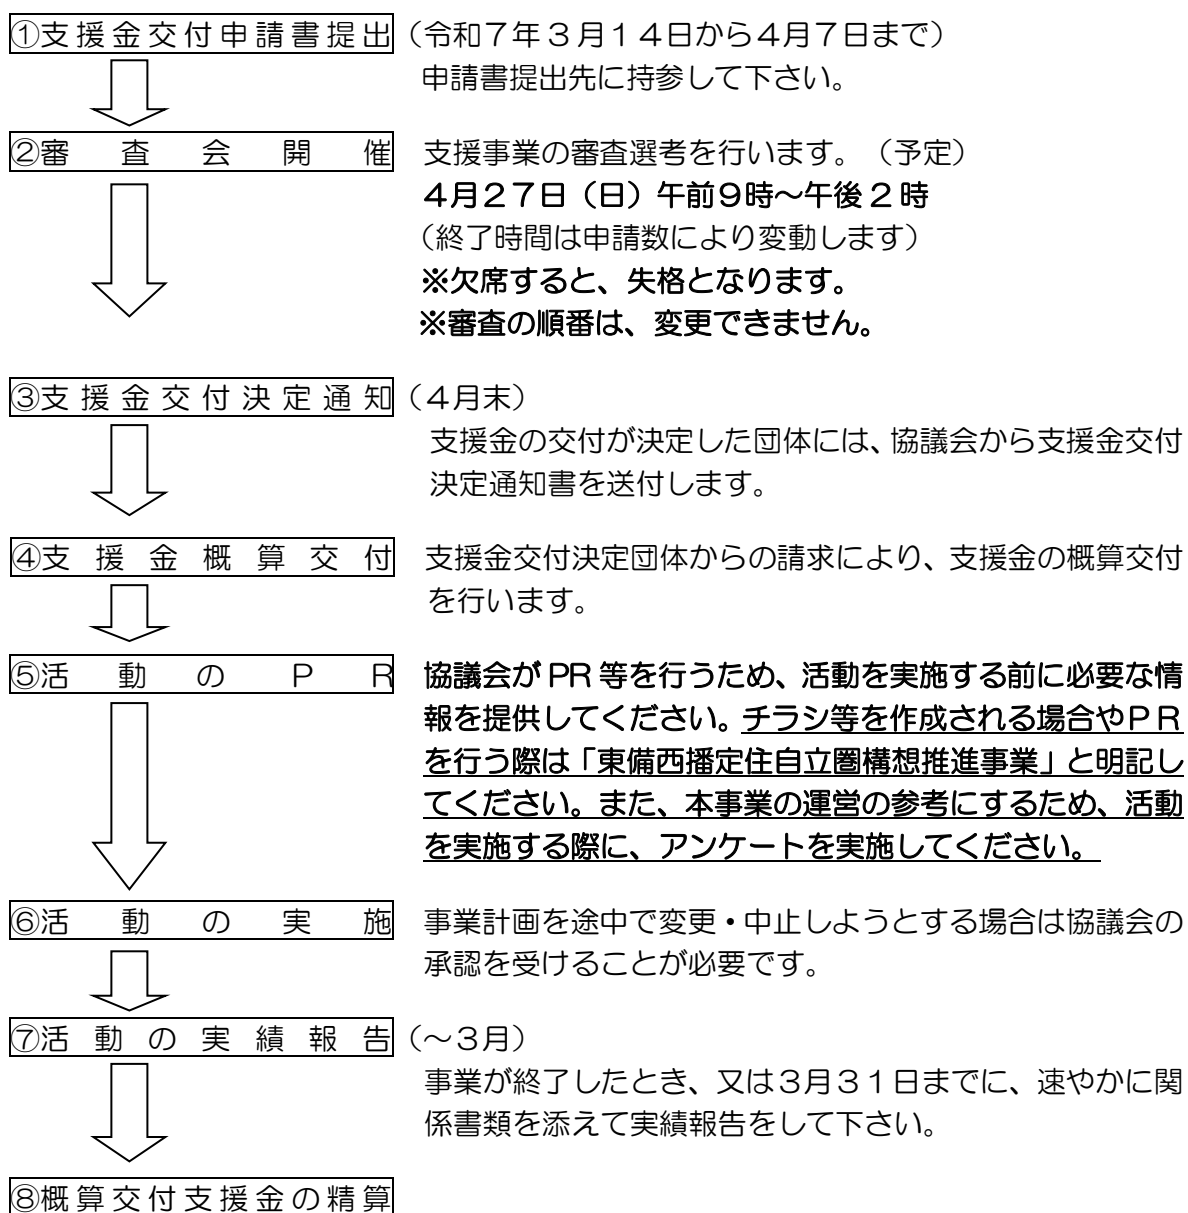 ①支援金交付申請書提出（令和７年３月１４日から４月７日まで）
申請書提出先に持参して下さい。
②審査会開催　支援事業の審査選考を行います。（予定）
４月２７日（日）午前９時～午後２時
（終了時間は申請数により変動します）
※欠席すると、失格となります。
※審査の順番は、変更できません。
③支援金交付決定通知（４月末）
支援金の交付が決定した団体には、協議会から支援金交付
決定通知書を送付します。
④支援金概算交付　支援金交付決定団体からの請求により、支援金の概算交付
を行います。
⑤活動のＰＲ　協議会が PR 等を行うため、活動を実施する前に必要な情
報を提供してください。チラシ等を作成される場合やＰＲ
を行う際は「東備西播定住自立圏構想推進事業」と明記し
てください。また、本事業の運営の参考にするため、活動
を実施する際に、アンケートを実施してください。
⑥活動の実施　事業計画を途中で変更・中止しようとする場合は協議会の
承認を受けることが必要です。
⑦活動の実績報告（～３月）
事業が終了したとき、又は３月３１日までに、速やかに関
係書類を添えて実績報告をして下さい。
⑧概算交付支援金の精算